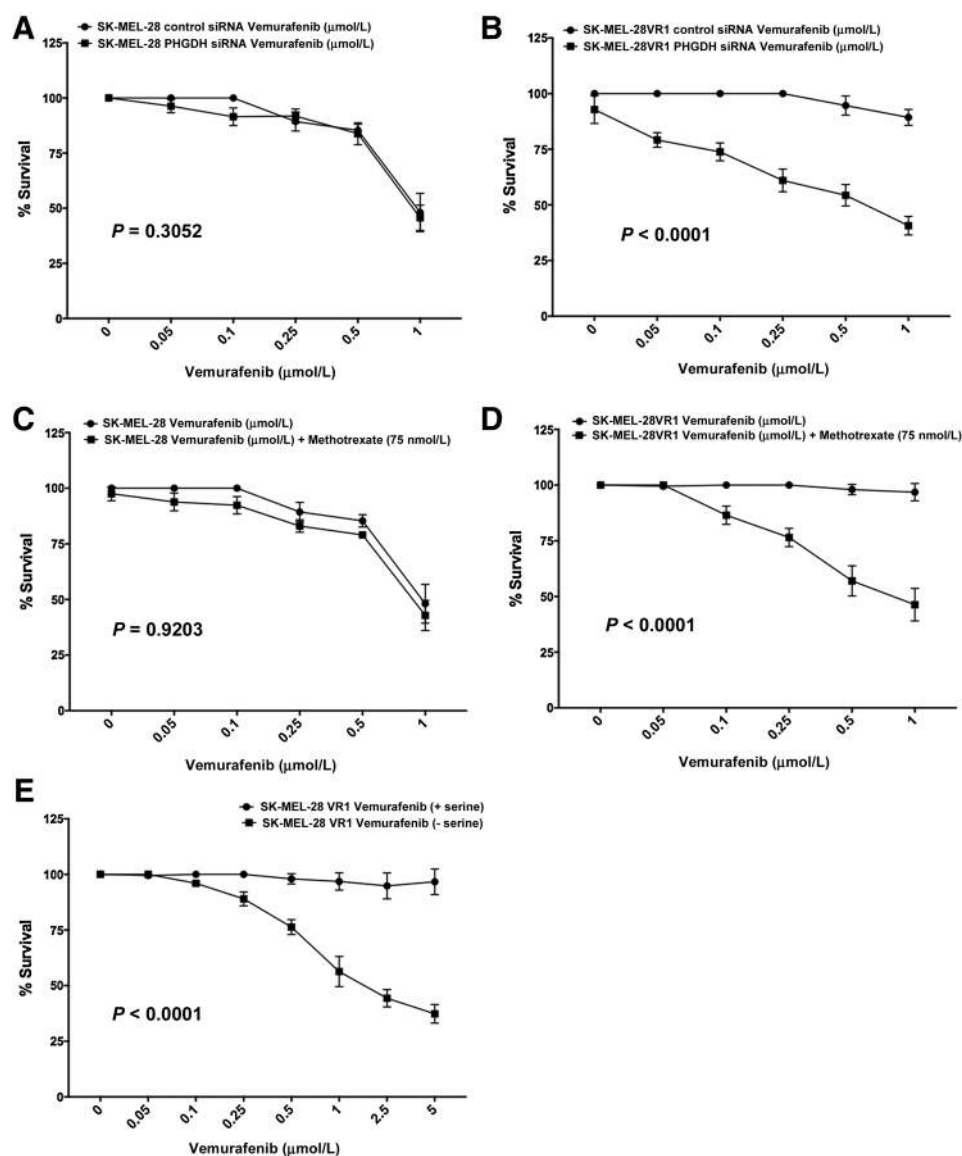 A
SK-MEL-28 control siRNA Vemurafenib (μmol/L)
SK-MEL-28 PHGDH siRNA Vemurafenib (μmol/L)
125
100
75
50
25
0
% Survival
P = 0.3052
0
0.05
0.1
0.25
0.5
1
Vemurafenib (μmol/L)
B
SK-MEL-28VR1 control siRNA Vemurafenib (μmol/L)
SK-MEL-28VR1 PHGDH siRNA Vemurafenib (μmol/L)
125
100
75
50
25
0
% Survival
P < 0.0001
0
0.05
0.1
0.25
0.5
1
Vemurafenib (μmol/L)
C
SK-MEL-28 Vemurafenib (μmol/L)
SK-MEL-28 Vemurafenib (μmol/L) + Methotrexate (75 nmol/L)
125
100
75
50
25
0
% Survival
P = 0.9203
0
0.05
0.1
0.25
0.5
1
Vemurafenib (μmol/L)
D
SK-MEL-28VR1 Vemurafenib (μmol/L)
SK-MEL-28VR1 Vemurafenib (μmol/L) + Methotrexate (75 nmol/L)
125
100
75
50
25
0
% Survival
P < 0.0001
0
0.05
0.1
0.25
0.5
1
Vemurafenib (μmol/L)
E
SK-MEL-28 VR1 Vemurafenib (+ serine)
SK-MEL-28 VR1 Vemurafenib (- serine)
125
100
75
50
25
0
% Survival
P < 0.0001
0
0.05
0.1
0.25
0.5
1
2.5
5
Vemurafenib (μmol/L)